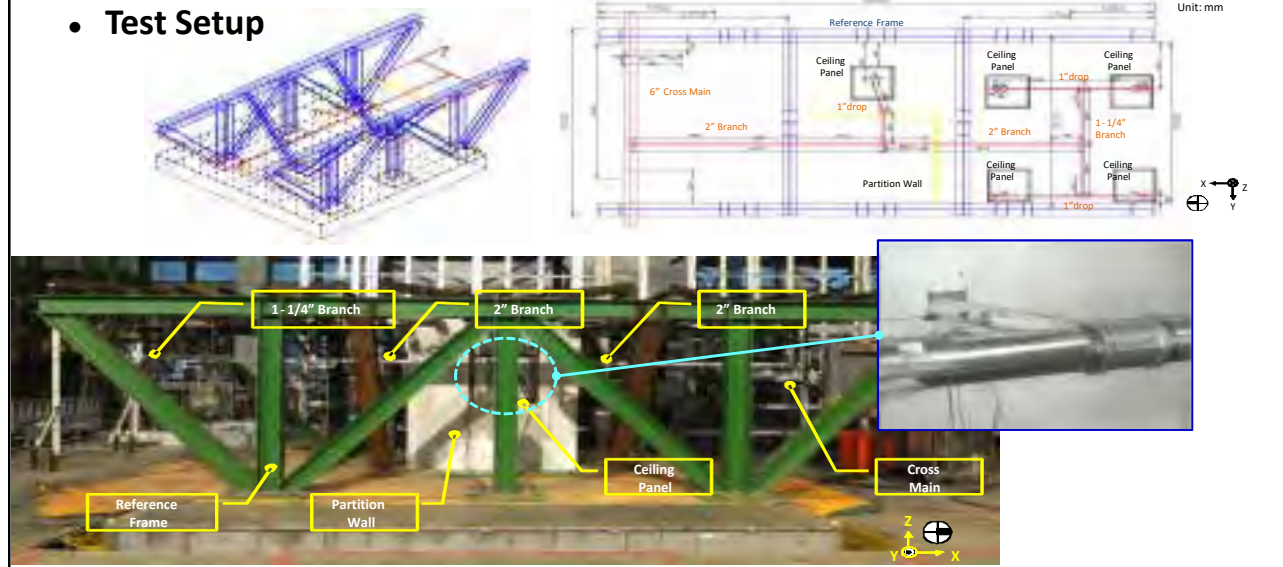 • Test Setup
Unit: mm
Reference Frame
Ceiling
Panel
Ceiling
Panel
Ceiling
Panel
1"drop
6" Cross Main
1"drop
2" Branch
2" Branch
1-1/4"
Branch
Ceiling
Panel
Ceiling
Panel
Partition Wall
1"drop
X
Z
Y
1-1/4" Branch
2" Branch
2" Branch
Ceiling
Panel
Cross
Main
Reference
Frame
Partition
Wall
Z
Y
X